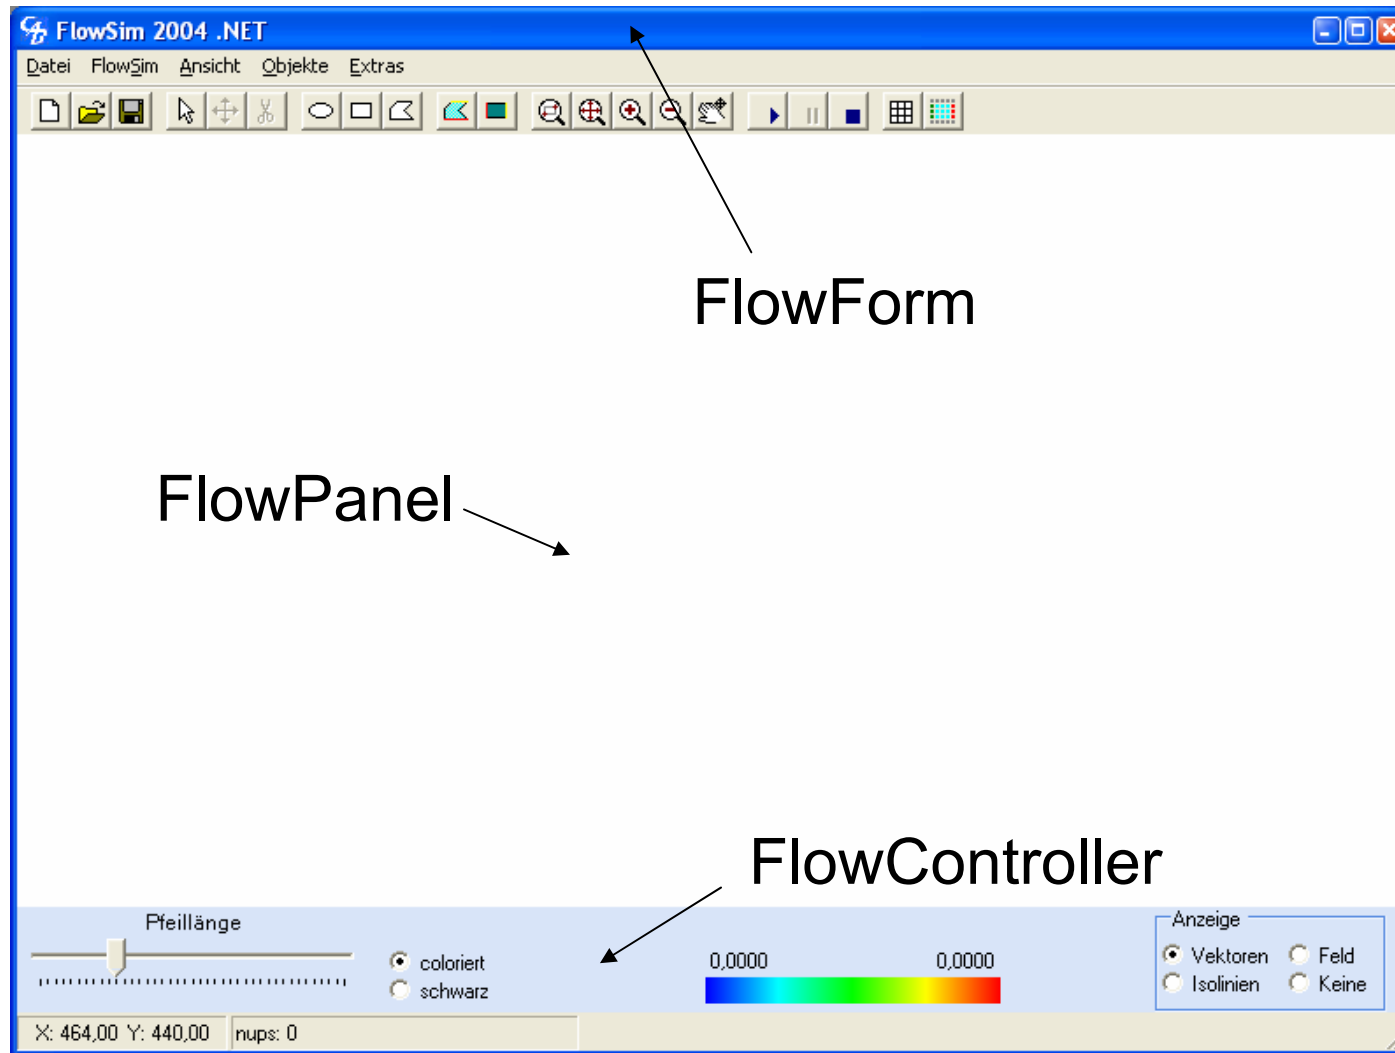 FlowSim 2004 .NET
Datei FlowSim Ansicht Objekte Extras
FlowForm
FlowPanel
FlowController
Pfeillänge
coloriert
schwarz
0,0000 0,0000
Anzeige
Vektoren Feld
Isolinien Keine
X: 464,00 Y: 440,00 nups: 0